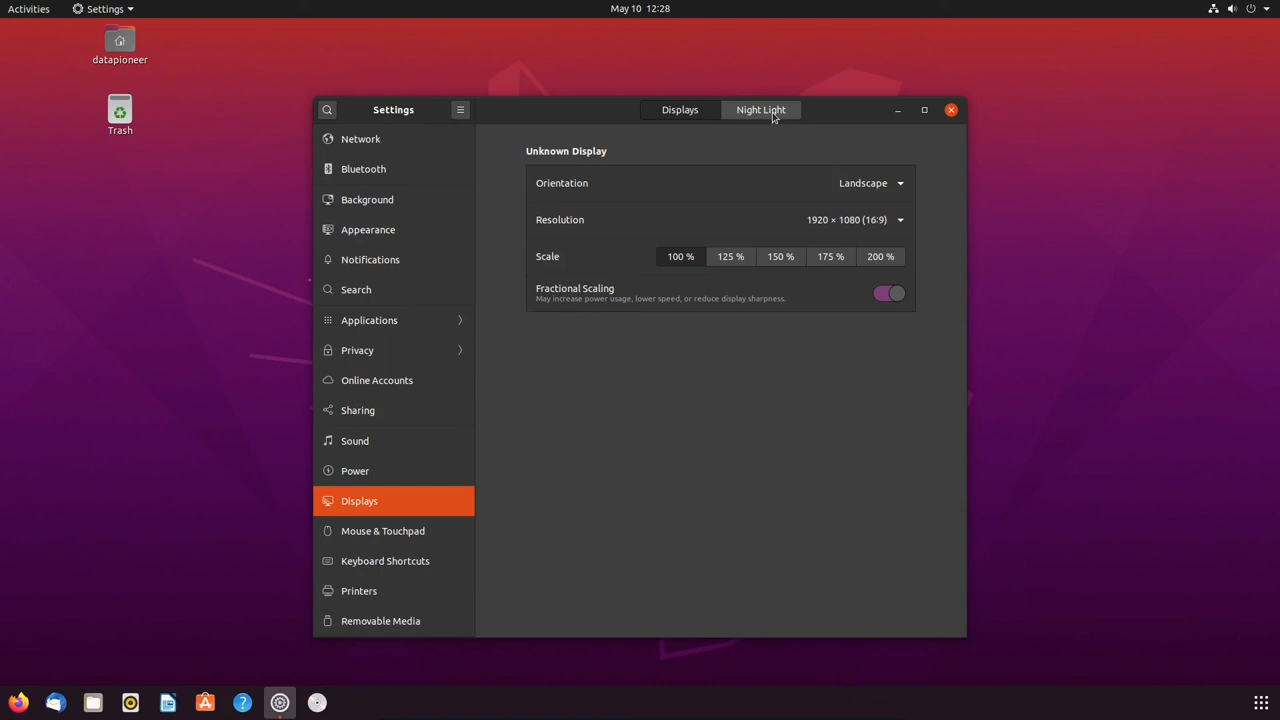 Activities
Settings
May 10 12:28
datapioneer
Trash
Settings
Displays
Night Light
Network
Bluetooth
Background
Appearance
Notifications
Search
Applications
Privacy
Online Accounts
Sharing
Sound
Power
Displays
Mouse & Touchpad
Keyboard Shortcuts
Printers
Removable Media
Unknown Display
Orientation
Landscape
Resolution
1920 × 1080 (16:9)
Scale
100 %
125 %
150 %
175 %
200 %
Fractional Scaling
May increase power usage, lower speed, or reduce display sharpness.